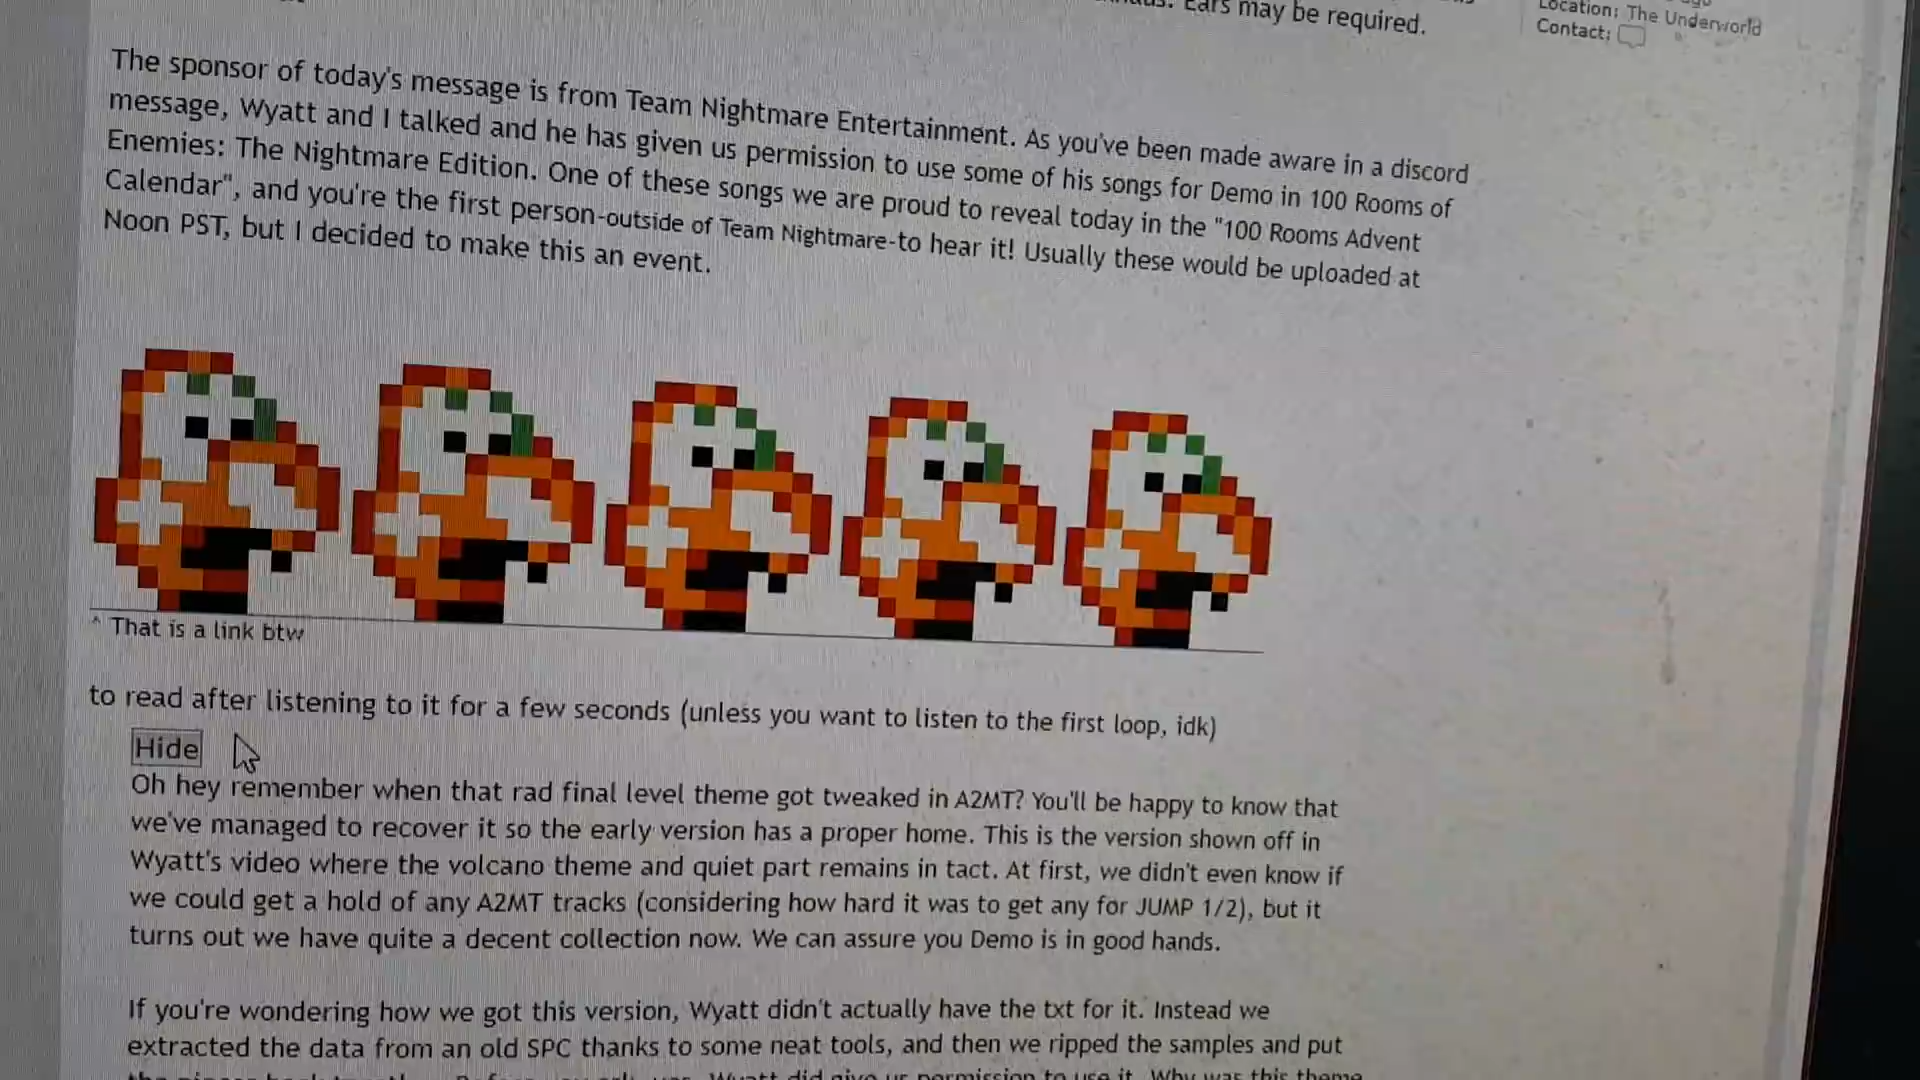 Ears may be required.
Location: The Underworld
Contact:
The sponsor of today's message is from Team Nightmare Entertainment. As you've been made aware in a discord
message, Wyatt and I talked and he has given us permission to use some of his songs for Demo in 100 Rooms of
Enemies: The Nightmare Edition. One of these songs we are proud to reveal today in the "100 Rooms Advent
Calendar", and you're the first person-outside of Team Nightmare-to hear it! Usually these would be uploaded at
Noon PST, but I decided to make this an event.
^ That is a link btw
to read after listening to it for a few seconds (unless you want to listen to the first loop, idk)
Hide
Oh hey remember when that rad final level theme got tweaked in A2MT? You'll be happy to know that
we've managed to recover it so the early version has a proper home. This is the version shown off in
Wyatt's video where the volcano theme and quiet part remains in tact. At first, we didn't even know if
we could get a hold of any A2MT tracks (considering how hard it was to get any for JUMP 1/2), but it
turns out we have quite a decent collection now. We can assure you Demo is in good hands.
If you're wondering how we got this version, Wyatt didn't actually have the txt for it. Instead we
extracted the data from an old SPC thanks to some neat tools, and then we ripped the samples and put
Wyatt did give us permission to use it. Why was this theme